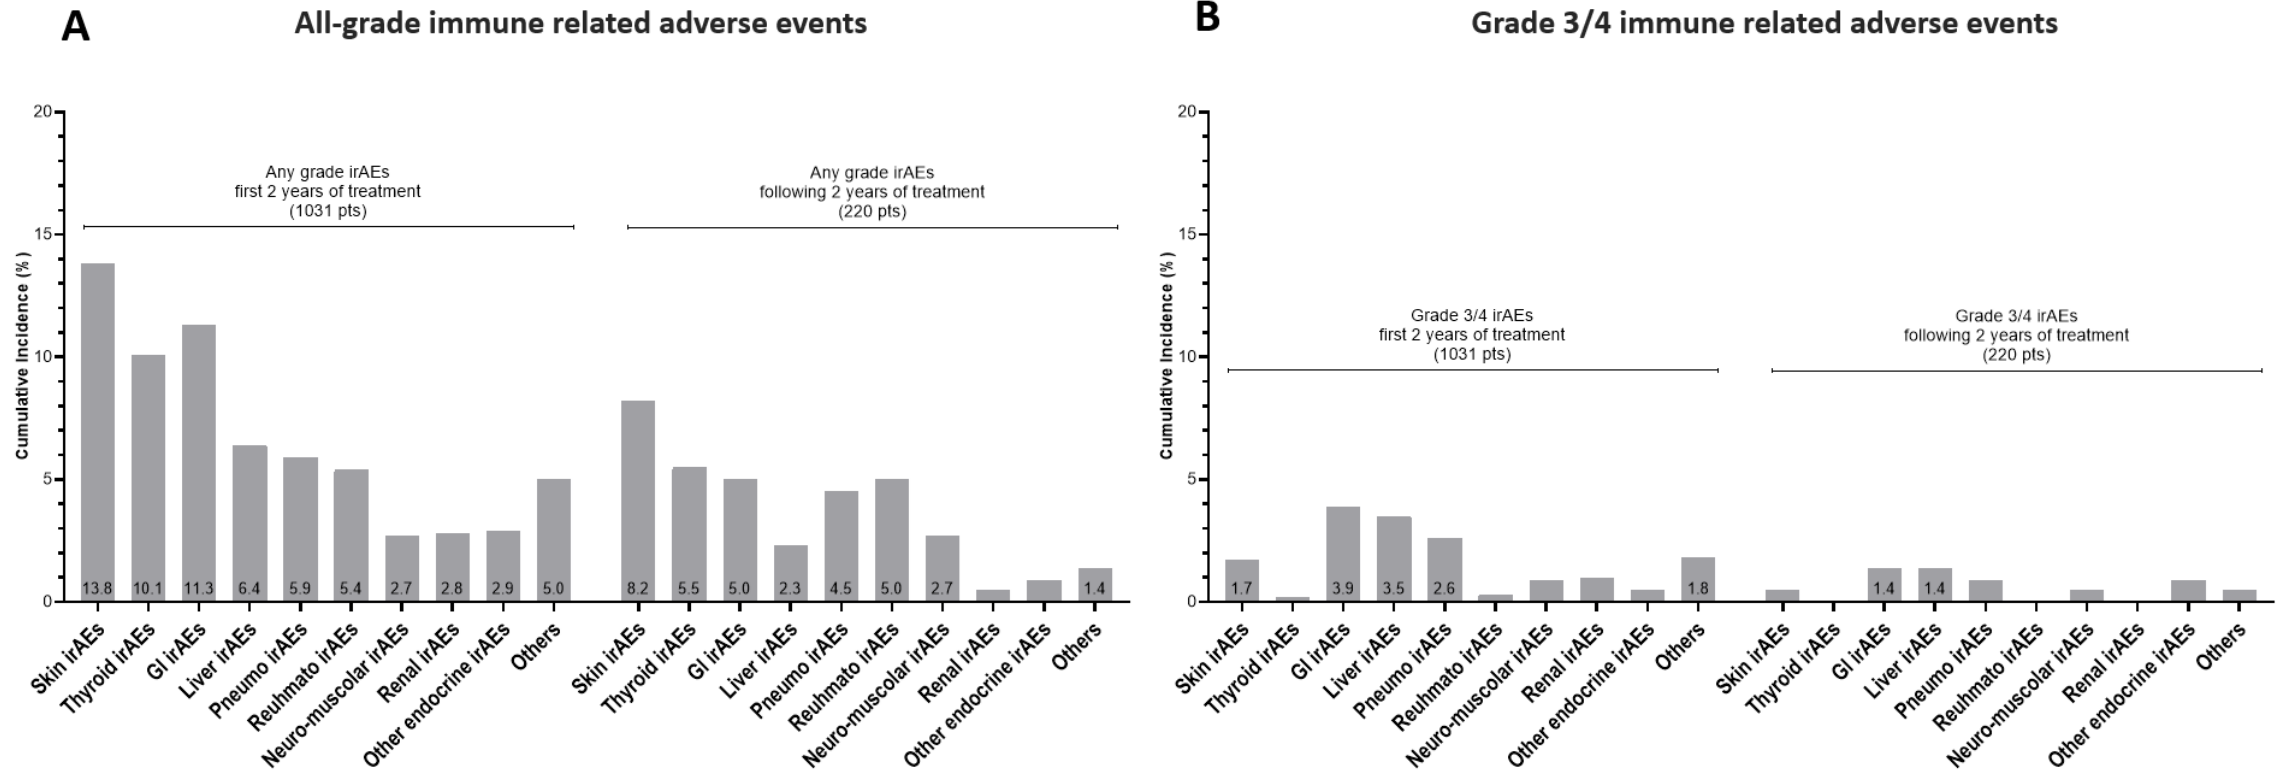 A
All-grade immune related adverse events
20
15
10
5
0
Cumulative Incidence (%)
Any grade irAEs
first 2 years of treatment
(1031 pts)
Any grade irAEs
following 2 years of treatment
(220 pts)
13.8
10.1
11.3
6.4
5.9
5.4
2.7
2.8
2.9
5.0
8.2
5.5
5.0
2.3
4.5
5.0
2.7
1.4
Skin irAEs
Thyroid irAEs
GI irAEs
Liver irAEs
Pneumo irAEs
Reuhmato irAEs
Neuro-muscolar irAEs
Renal irAEs
Other endocrine irAEs
Others
Skin irAEs
Thyroid irAEs
GI irAEs
Liver irAEs
Pneumo irAEs
Reuhmato irAEs
Neuro-muscolar irAEs
Renal irAEs
Other endocrine irAEs
Others
B
Grade 3/4 immune related adverse events
20
15
10
5
0
Cumulative Incidence (%)
Grade 3/4 irAEs
first 2 years of treatment
(1031 pts)
Grade 3/4 irAEs
following 2 years of treatment
(220 pts)
1.7
3.9
3.5
2.6
1.8
1.4
1.4
Skin irAEs
Thyroid irAEs
GI irAEs
Liver irAEs
Pneumo irAEs
Reuhmato irAEs
Neuro-muscolar irAEs
Renal irAEs
Other endocrine irAEs
Others
Skin irAEs
Thyroid irAEs
GI irAEs
Liver irAEs
Pneumo irAEs
Reuhmato irAEs
Neuro-muscolar irAEs
Renal irAEs
Other endocrine irAEs
Others